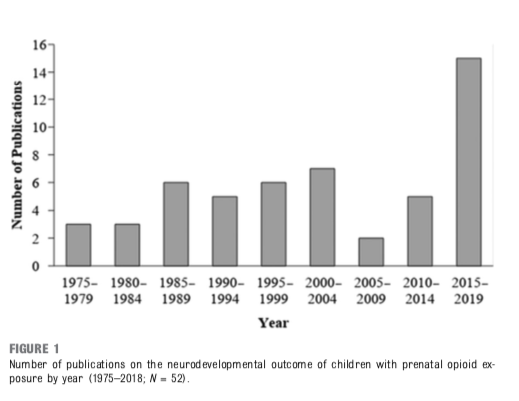 16
14
12
10
8
6
4
2
0
Number of Publications
1975– 1980– 1985– 1990– 1995– 2000– 2005– 2010– 2015–
1979 1984 1989 1994 1999 2004 2009 2014 2019
Year
FIGURE 1
Number of publications on the neurodevelopmental outcome of children with prenatal opioid ex-
posure by year (1975–2018; N = 52).